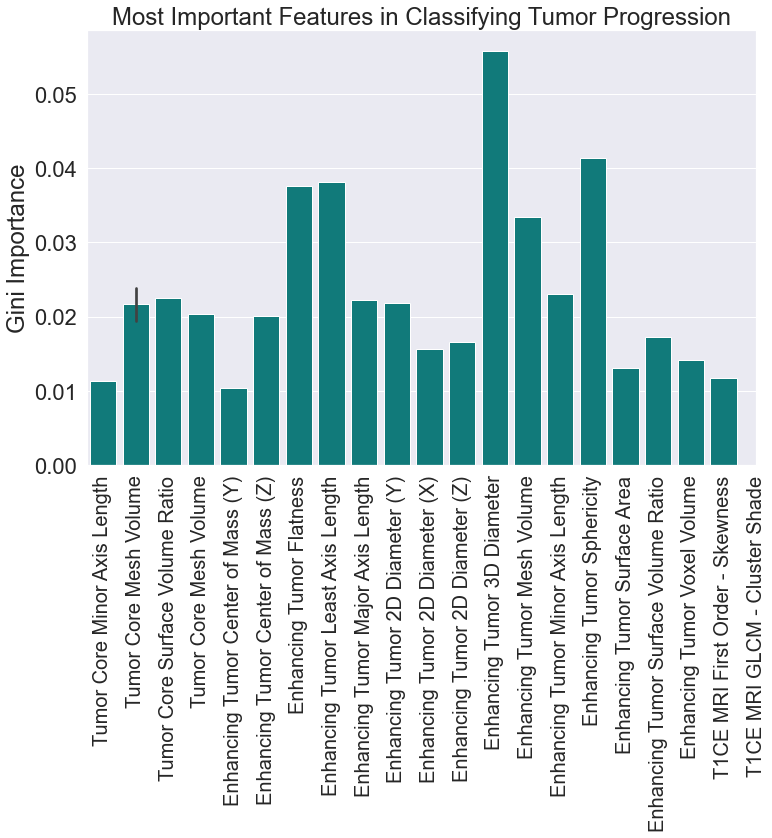 Most Important Features in Classifying Tumor Progression
Gini Importance
0.05
0.04
0.03
0.02
0.01
0.00
Tumor Core Minor Axis Length
Tumor Core Mesh Volume
Tumor Core Surface Volume Ratio
Tumor Core Mesh Volume
Enhancing Tumor Center of Mass (Y)
Enhancing Tumor Center of Mass (Z)
Enhancing Tumor Flatness
Enhancing Tumor Least Axis Length
Enhancing Tumor Major Axis Length
Enhancing Tumor 2D Diameter (Y)
Enhancing Tumor 2D Diameter (X)
Enhancing Tumor 2D Diameter (Z)
Enhancing Tumor 3D Diameter
Enhancing Tumor Mesh Volume
Enhancing Tumor Minor Axis Length
Enhancing Tumor Sphericity
Enhancing Tumor Surface Area
Enhancing Tumor Surface Volume Ratio
Enhancing Tumor Voxel Volume
T1CE MRI First Order - Skewness
T1CE MRI GLCM - Cluster Shade